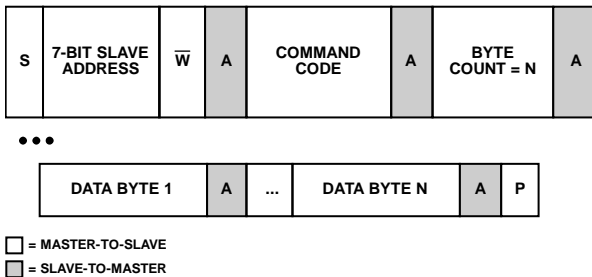 S 7-BIT SLAVE ADDRESS W̅ A COMMAND CODE A BYTE COUNT = N A
•••
DATA BYTE 1 A ... DATA BYTE N A P
= MASTER-TO-SLAVE
= SLAVE-TO-MASTER